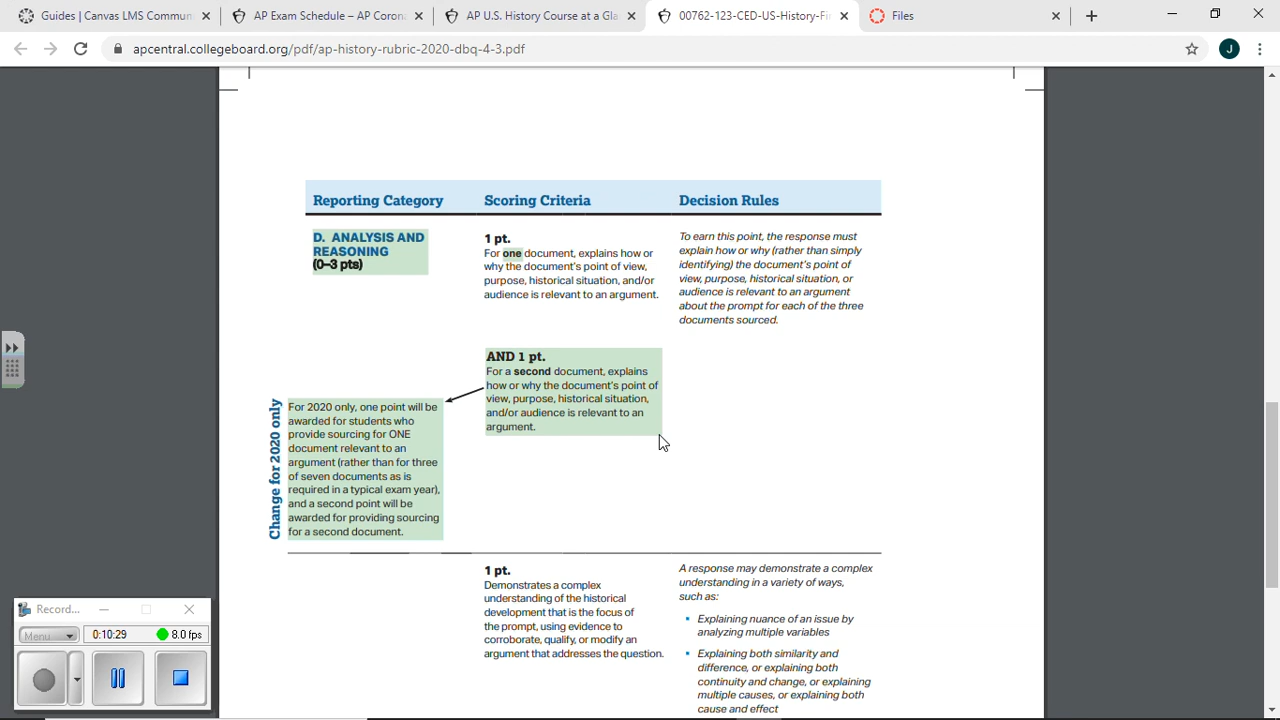 Guides | Canvas LMS Commun
AP Exam Schedule – AP Corona
AP U.S. History Course at a Gla
00762-123-CED-US-History-Fi
Files
apcentral.collegeboard.org/pdf/ap-history-rubric-2020-dbq-4-3.pdf
J
Reporting Category
Scoring Criteria
Decision Rules
D. ANALYSIS AND
REASONING
(0–3 pts)
1 pt.
For one document, explains how or
why the document's point of view,
purpose, historical situation, and/or
audience is relevant to an argument.
To earn this point, the response must
explain how or why (rather than simply
identifying) the document's point of
view, purpose, historical situation, or
audience is relevant to an argument
about the prompt for each of the three
documents sourced.
AND 1 pt.
For a second document, explains
how or why the document's point of
view, purpose, historical situation,
and/or audience is relevant to an
argument.
Change for 2020 only
For 2020 only, one point will be
awarded for students who
provide sourcing for ONE
document relevant to an
argument (rather than for three
of seven documents as is
required in a typical exam year),
and a second point will be
awarded for providing sourcing
for a second document.
1 pt.
Demonstrates a complex
understanding of the historical
development that is the focus of
the prompt, using evidence to
corroborate, qualify, or modify an
argument that addresses the question.
A response may demonstrate a complex
understanding in a variety of ways,
such as:
▪ Explaining nuance of an issue by
analyzing multiple variables
▪ Explaining both similarity and
difference, or explaining both
continuity and change, or explaining
multiple causes, or explaining both
cause and effect
Record...
Menu
0:10:29
8.0 fps